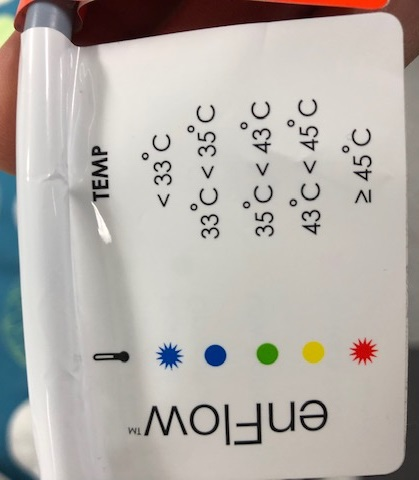 enFlow™
TEMP
< 33°C
33°C < 35°C
35°C < 43°C
43°C < 45°C
≥ 45°C